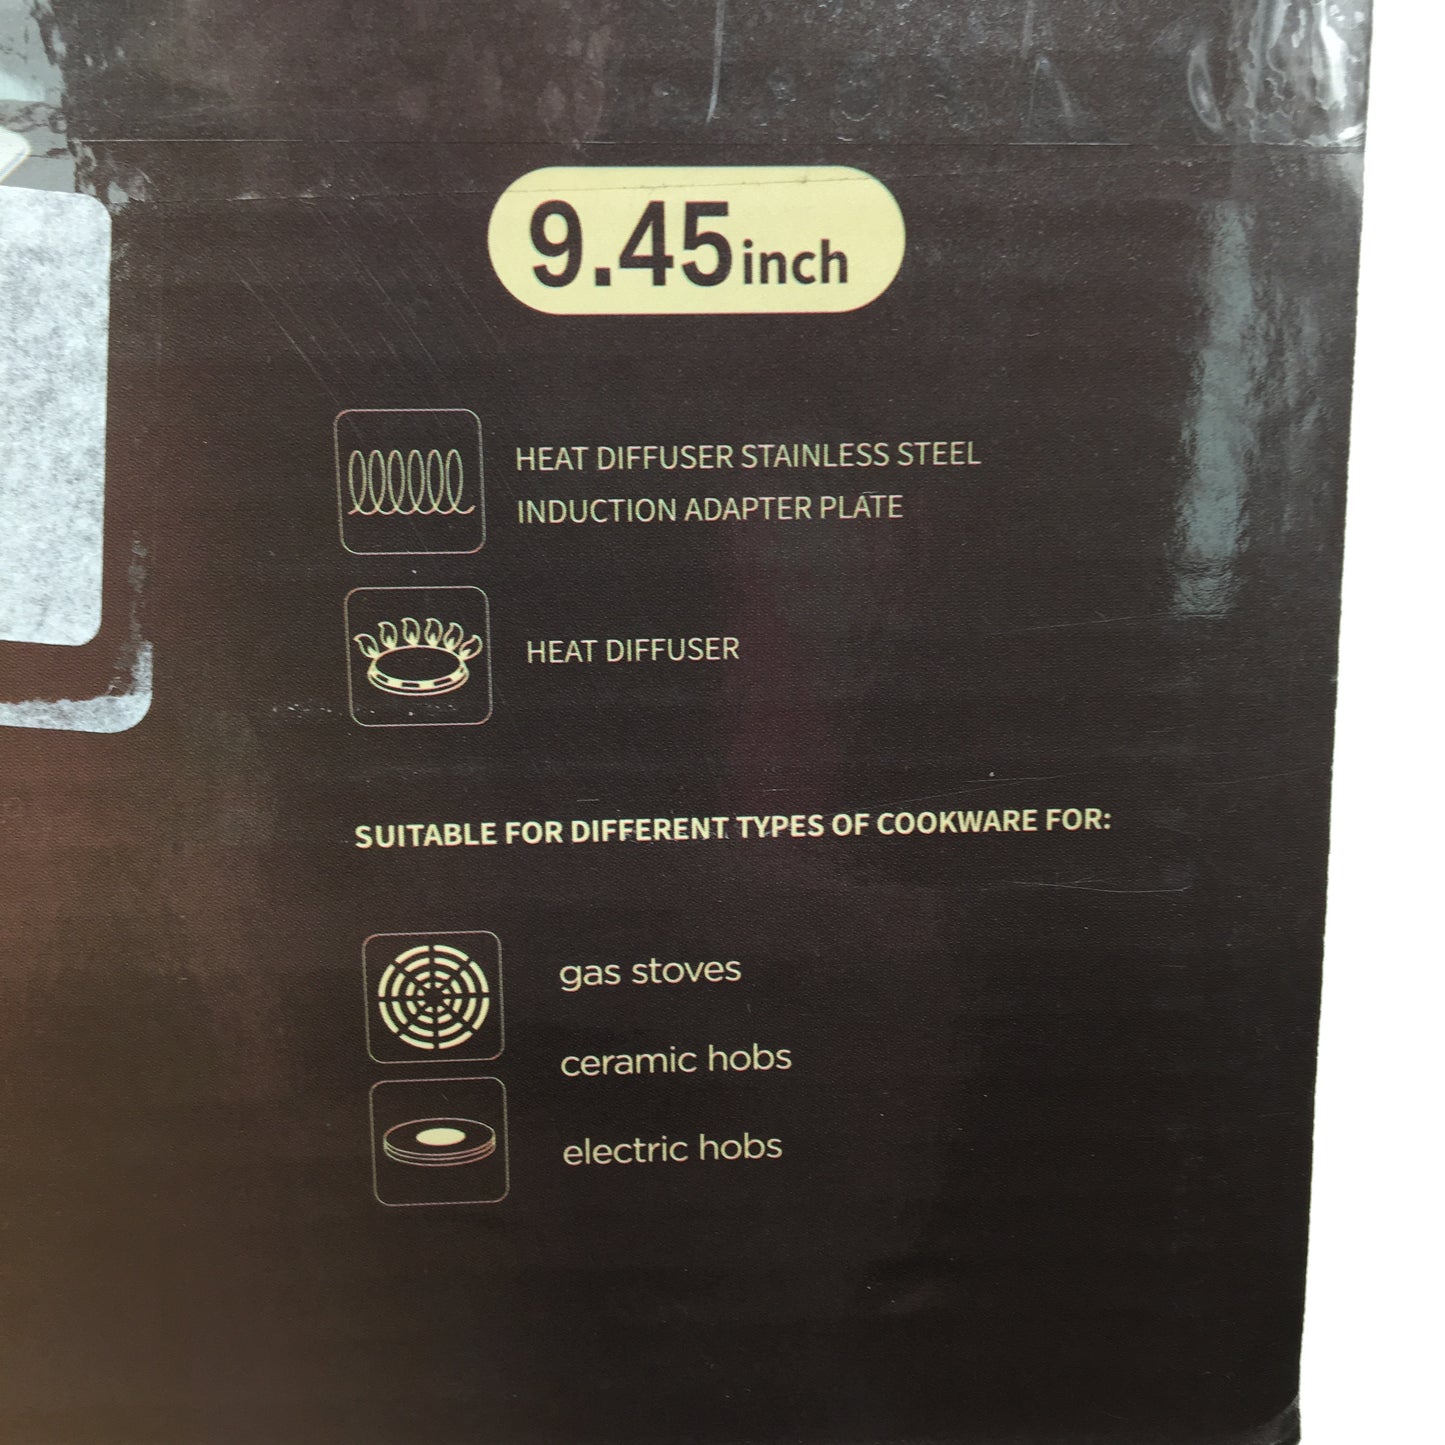 9.45inch
HEAT DIFFUSER STAINLESS STEEL
INDUCTION ADAPTER PLATE
HEAT DIFFUSER
SUITABLE FOR DIFFERENT TYPES OF COOKWARE FOR:
gas stoves
ceramic hobs
electric hobs